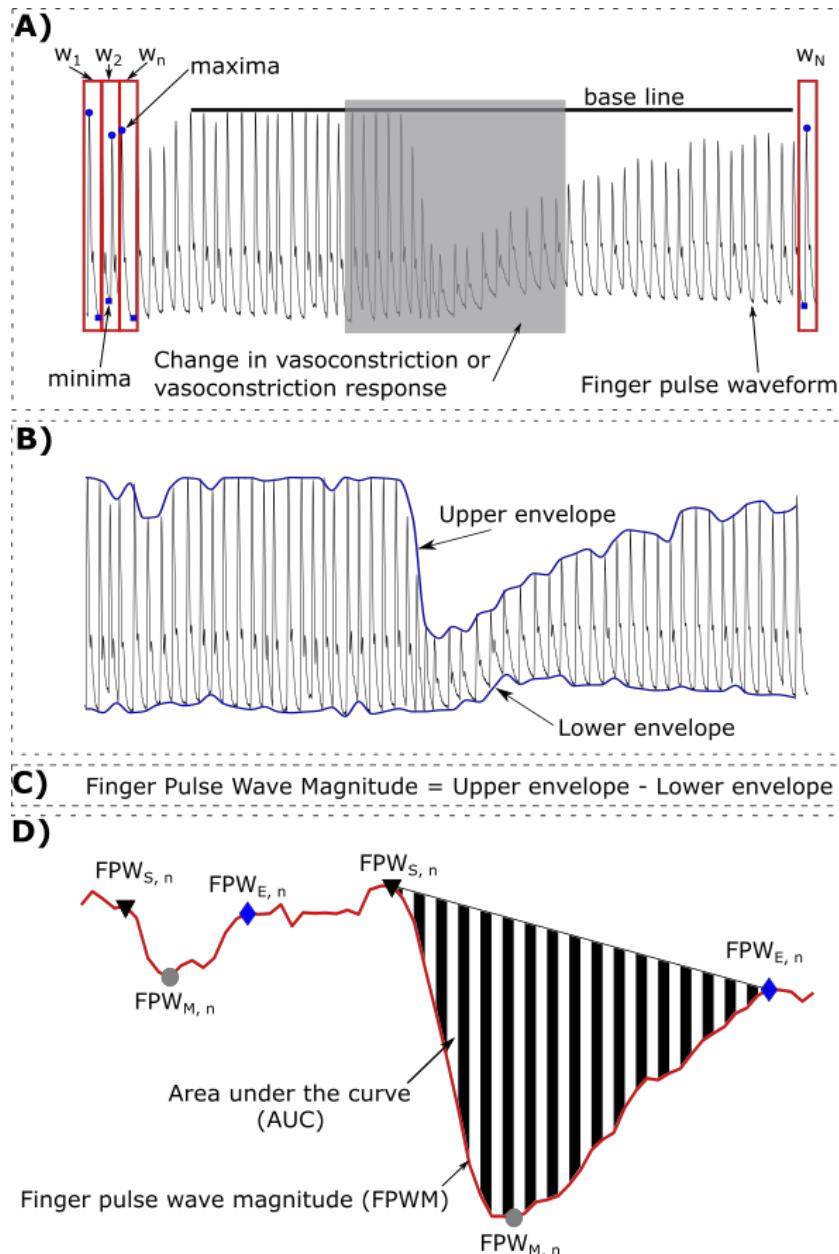 A)
w1 w2 wn
maxima
base line
wN
minima
Change in vasoconstriction or
vasoconstriction response
Finger pulse waveform
B)
Upper envelope
Lower envelope
C) Finger Pulse Wave Magnitude = Upper envelope - Lower envelope
D)
FPWS, n
FPWE, n
FPWS, n
FPWE, n
FPWM, n
Area under the curve
(AUC)
Finger pulse wave magnitude (FPWM)
FPWM, n